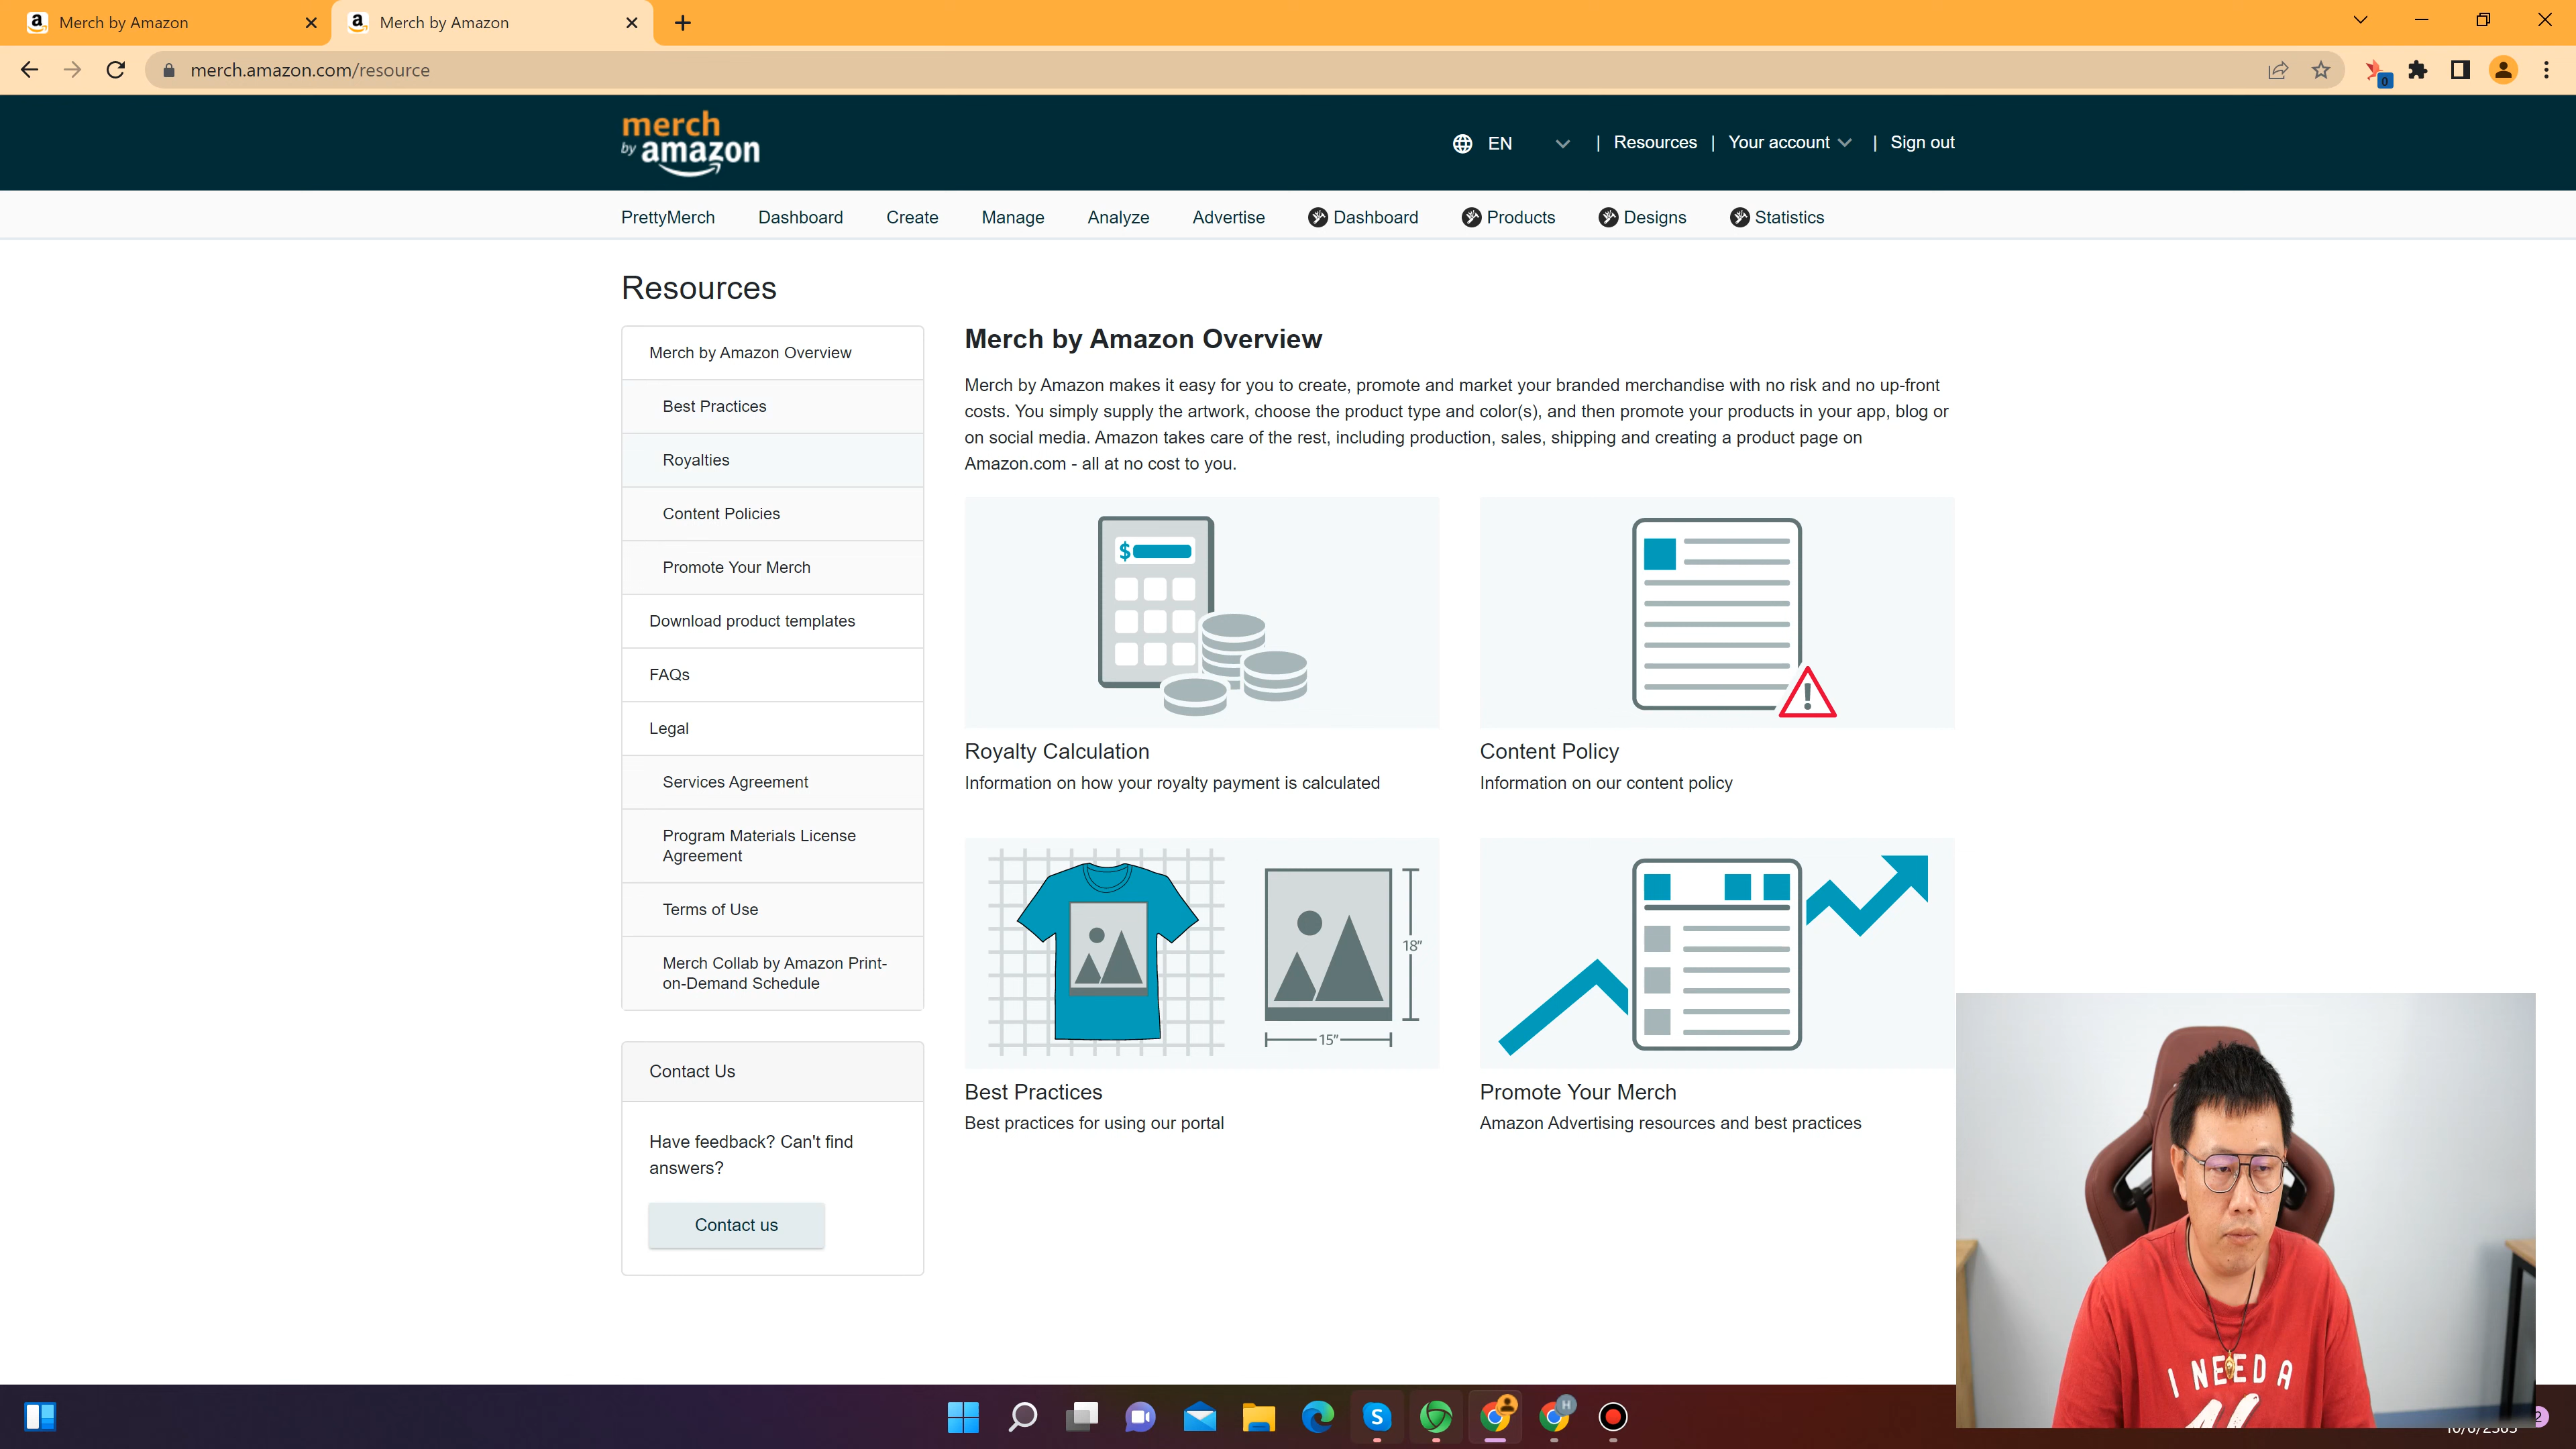 Merch by Amazon
Merch by Amazon
merch.amazon.com/resource
0
merch
by amazon
EN
| Resources | Your account | Sign out
PrettyMerch Dashboard Create Manage Analyze Advertise Dashboard Products Designs Statistics
Resources
Merch by Amazon Overview
Best Practices
Royalties
Content Policies
Promote Your Merch
Download product templates
FAQs
Legal
Services Agreement
Program Materials License
Agreement
Terms of Use
Merch Collab by Amazon Print-
on-Demand Schedule
Contact Us
Have feedback? Can't find
answers?
Contact us
Merch by Amazon Overview
Merch by Amazon makes it easy for you to create, promote and market your branded merchandise with no risk and no up-front
costs. You simply supply the artwork, choose the product type and color(s), and then promote your products in your app, blog or
on social media. Amazon takes care of the rest, including production, sales, shipping and creating a product page on
Amazon.com - all at no cost to you.
$
Royalty Calculation
Information on how your royalty payment is calculated
Content Policy
Information on our content policy
18"
15"
Best Practices
Best practices for using our portal
Promote Your Merch
Amazon Advertising resources and best practices
I NEED A
H
S
2